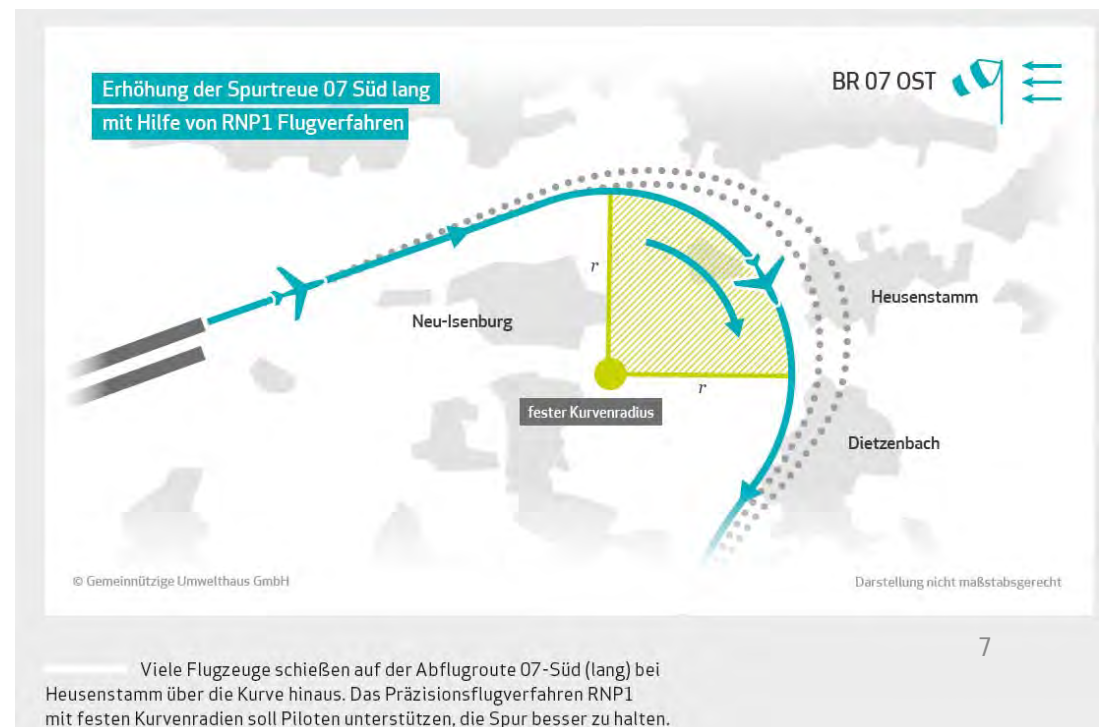 Erhöhung der Spurtreue 07 Süd lang
mit Hilfe von RNP1 Flugverfahren
BR 07 OST
r
Neu-Isenburg
Heusenstamm
r
fester Kurvenradius
Dietzenbach
© Gemeinnützige Umwelthaus GmbH
Darstellung nicht maßstabsgerecht
7
Viele Flugzeuge schießen auf der Abflugroute 07-Süd (lang) bei
Heusenstamm über die Kurve hinaus. Das Präzisionsflugverfahren RNP1
mit festen Kurvenradien soll Piloten unterstützen, die Spur besser zu halten.